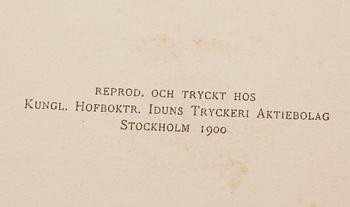 REPROD. OCH TRYCKT HOS
KUNGL. HOFBOKTR. IDUNS TRYCKERI AKTIEBOLAG
STOCKHOLM 1900